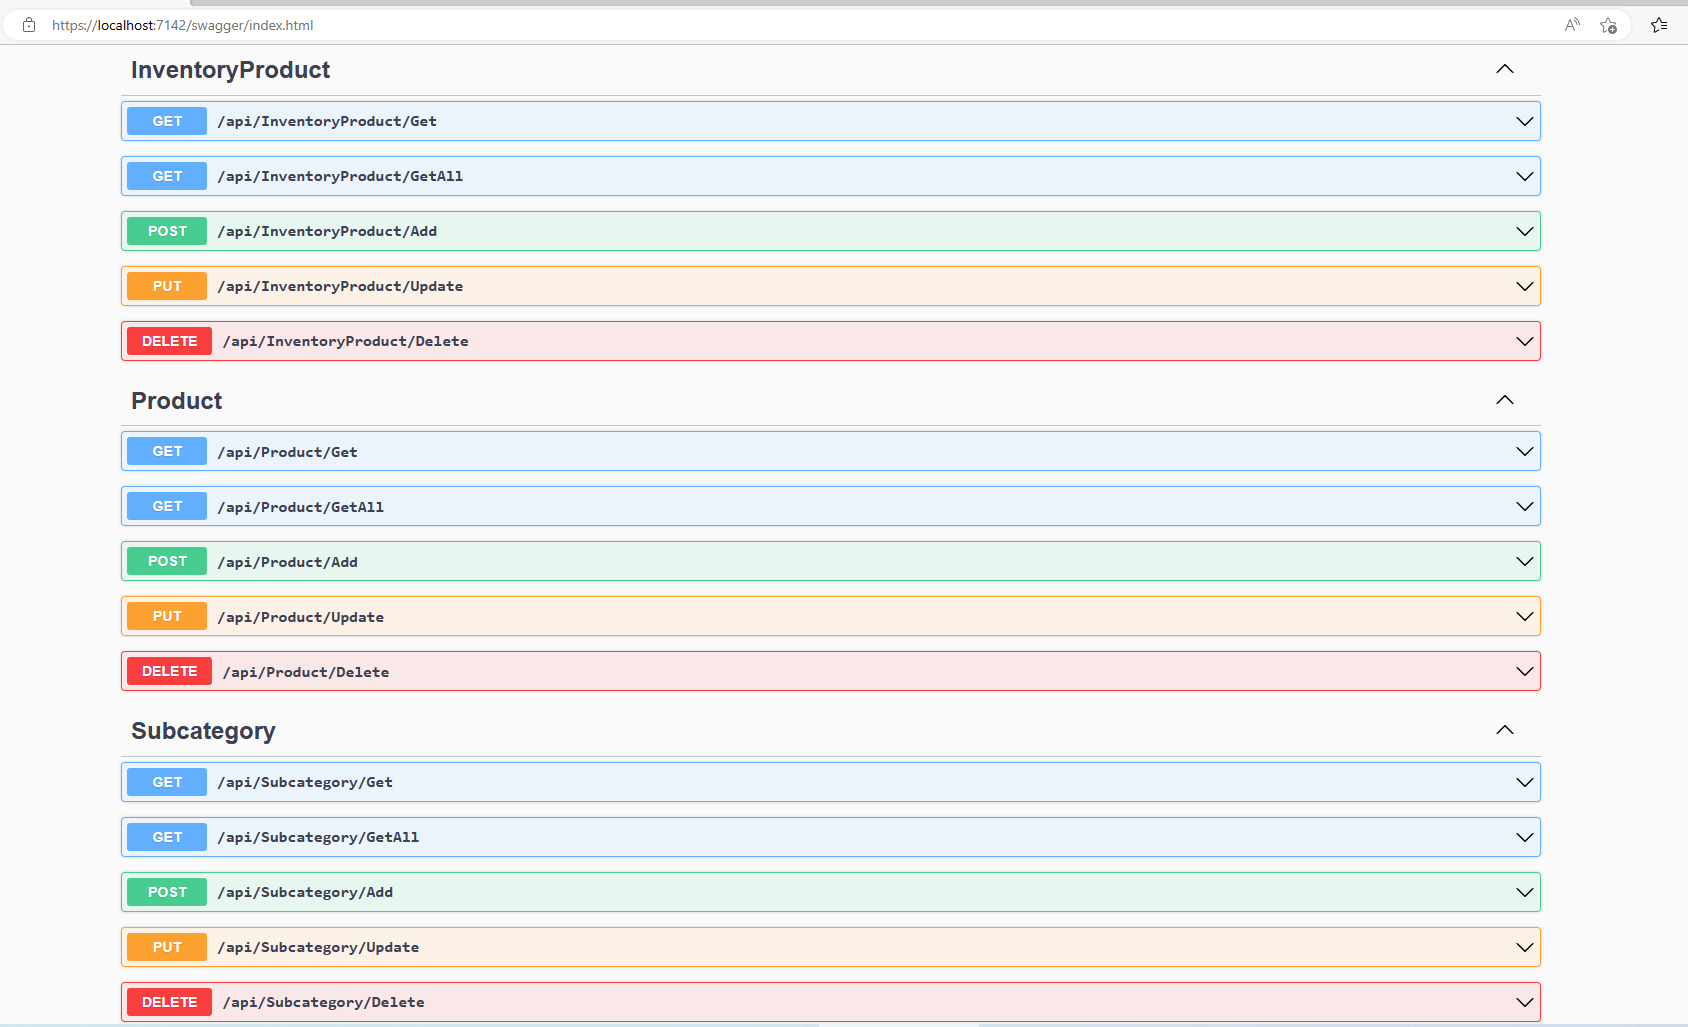 https://localhost:7142/swagger/index.html
InventoryProduct
GET /api/InventoryProduct/Get
GET /api/InventoryProduct/GetAll
POST /api/InventoryProduct/Add
PUT /api/InventoryProduct/Update
DELETE /api/InventoryProduct/Delete
Product
GET /api/Product/Get
GET /api/Product/GetAll
POST /api/Product/Add
PUT /api/Product/Update
DELETE /api/Product/Delete
Subcategory
GET /api/Subcategory/Get
GET /api/Subcategory/GetAll
POST /api/Subcategory/Add
PUT /api/Subcategory/Update
DELETE /api/Subcategory/Delete